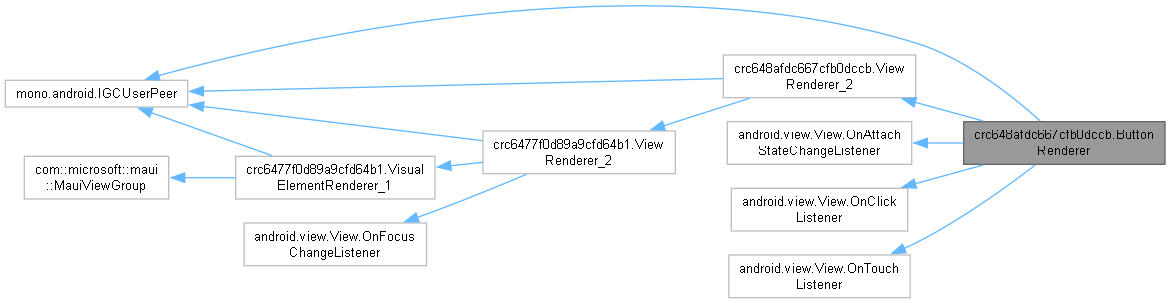 mono.android.IGCUserPeer
com::microsoft::maui
::MauiViewGroup
crc6477f0d89a9cfd64b1.Visual
ElementRenderer_1
android.view.View.OnFocus
ChangeListener
crc6477f0d89a9cfd64b1.View
Renderer_2
crc648afdc667cfb0dccb.View
Renderer_2
android.view.View.OnAttach
StateChangeListener
android.view.View.OnClick
Listener
android.view.View.OnTouch
Listener
crc648afdc667cfb0dccb.Button
Renderer